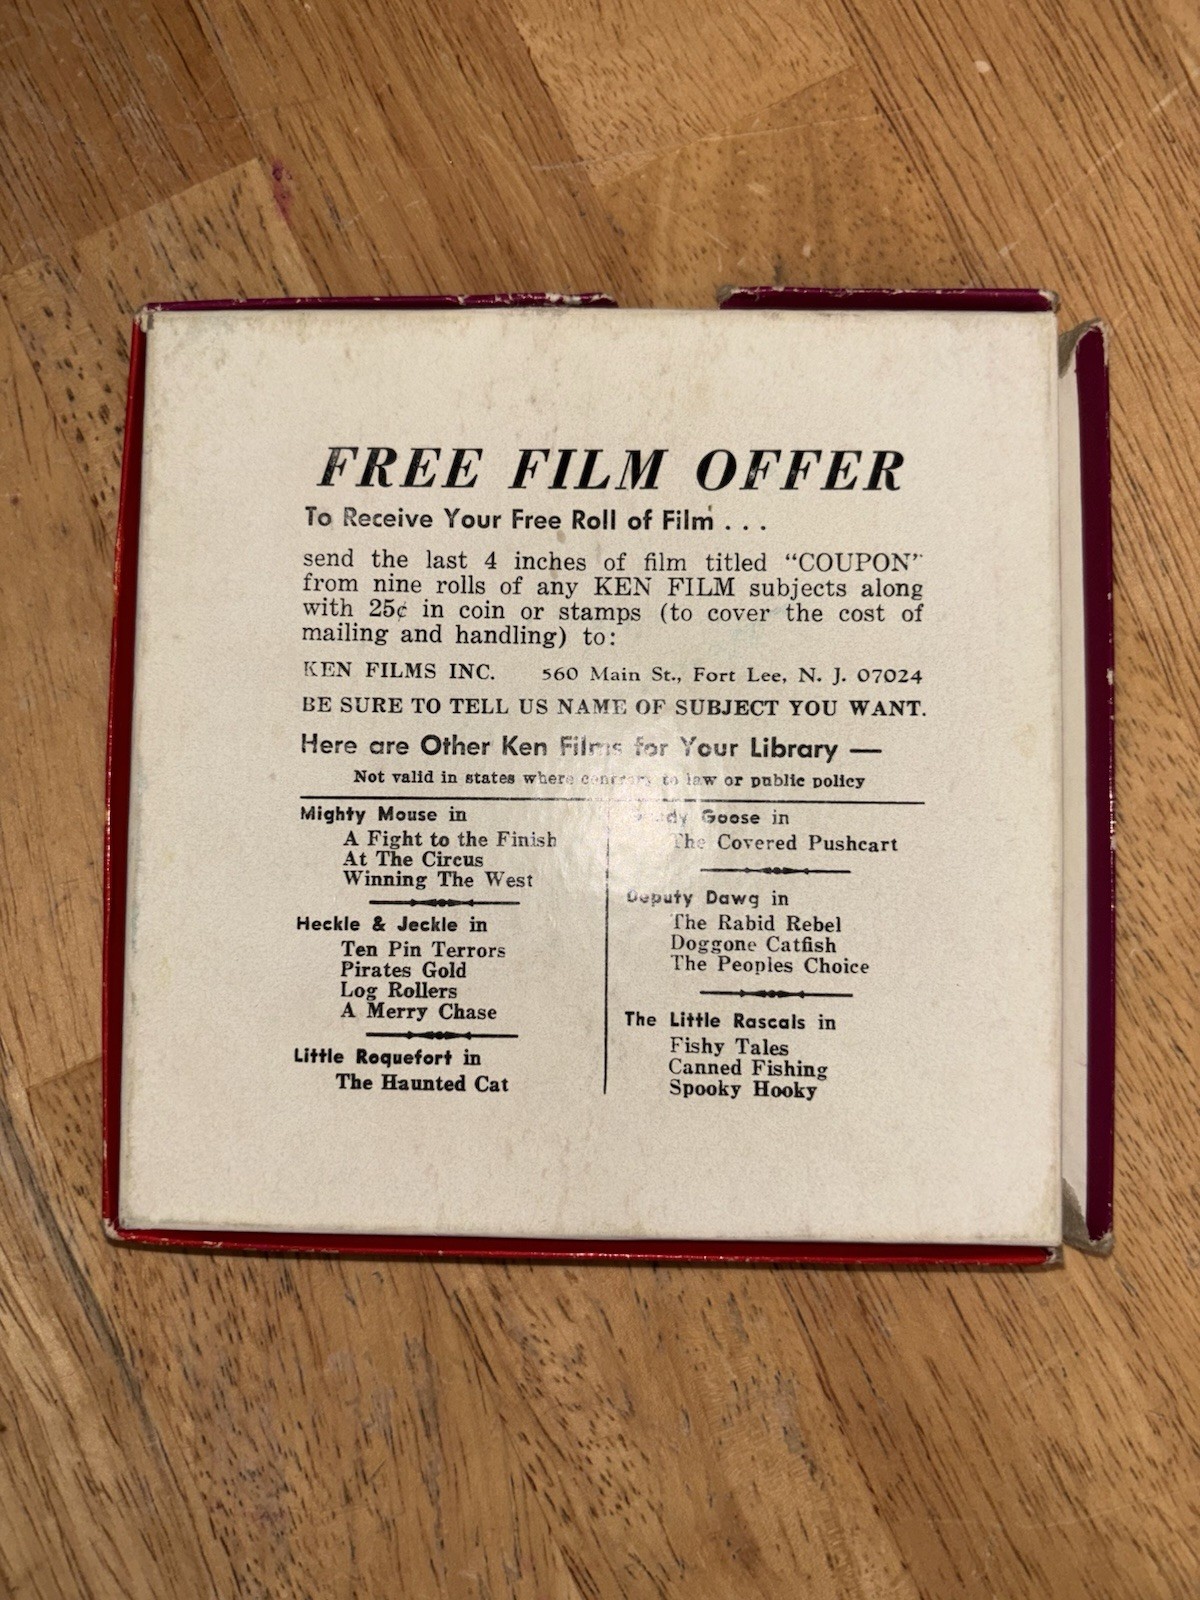 FREE FILM OFFER
To Receive Your Free Roll of Film . . .
send the last 4 inches of film titled “COUPON”
from nine rolls of any KEN FILM subjects along
with 25¢ in coin or stamps (to cover the cost of
mailing and handling) to:
KEN FILMS INC. 560 Main St., Fort Lee, N. J. 07024
BE SURE TO TELL US NAME OF SUBJECT YOU WANT.
Here are Other Ken Films for Your Library —
Not valid in states where contrary to law or public policy
Mighty Mouse in
A Fight to the Finish
At The Circus
Winning The West
Heckle & Jeckle in
Ten Pin Terrors
Pirates Gold
Log Rollers
A Merry Chase
Little Roquefort in
The Haunted Cat
Goose in
The Covered Pushcart
Deputy Dawg in
The Rabid Rebel
Doggone Catfish
The Peoples Choice
The Little Rascals in
Fishy Tales
Canned Fishing
Spooky Hooky